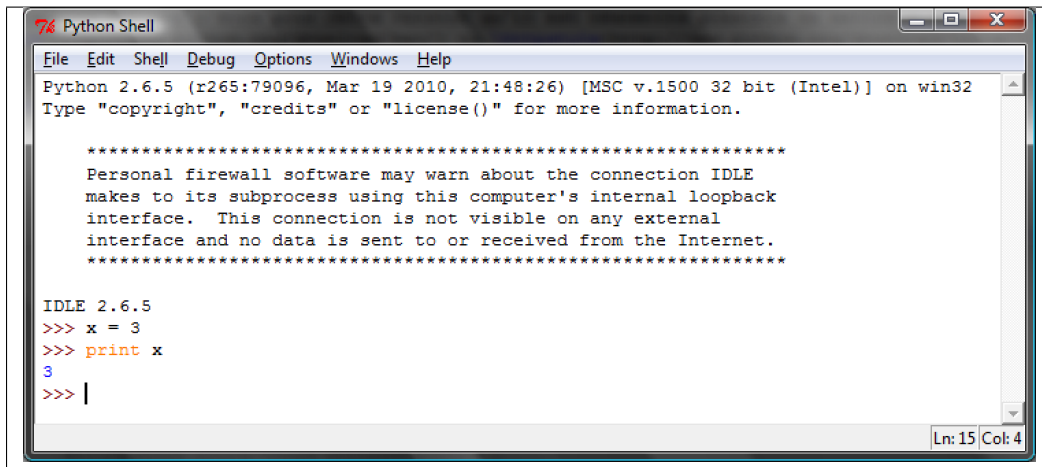 Python Shell
File Edit Shell Debug Options Windows Help
Python 2.6.5 (r265:79096, Mar 19 2010, 21:48:26) [MSC v.1500 32 bit (Intel)] on win32
Type "copyright", "credits" or "license()" for more information.
****************************************************************
Personal firewall software may warn about the connection IDLE
makes to its subprocess using this computer's internal loopback
interface.  This connection is not visible on any external
interface and no data is sent to or received from the Internet.
****************************************************************
IDLE 2.6.5
>>> x = 3
>>> print x
3
>>>
Ln: 15 Col: 4